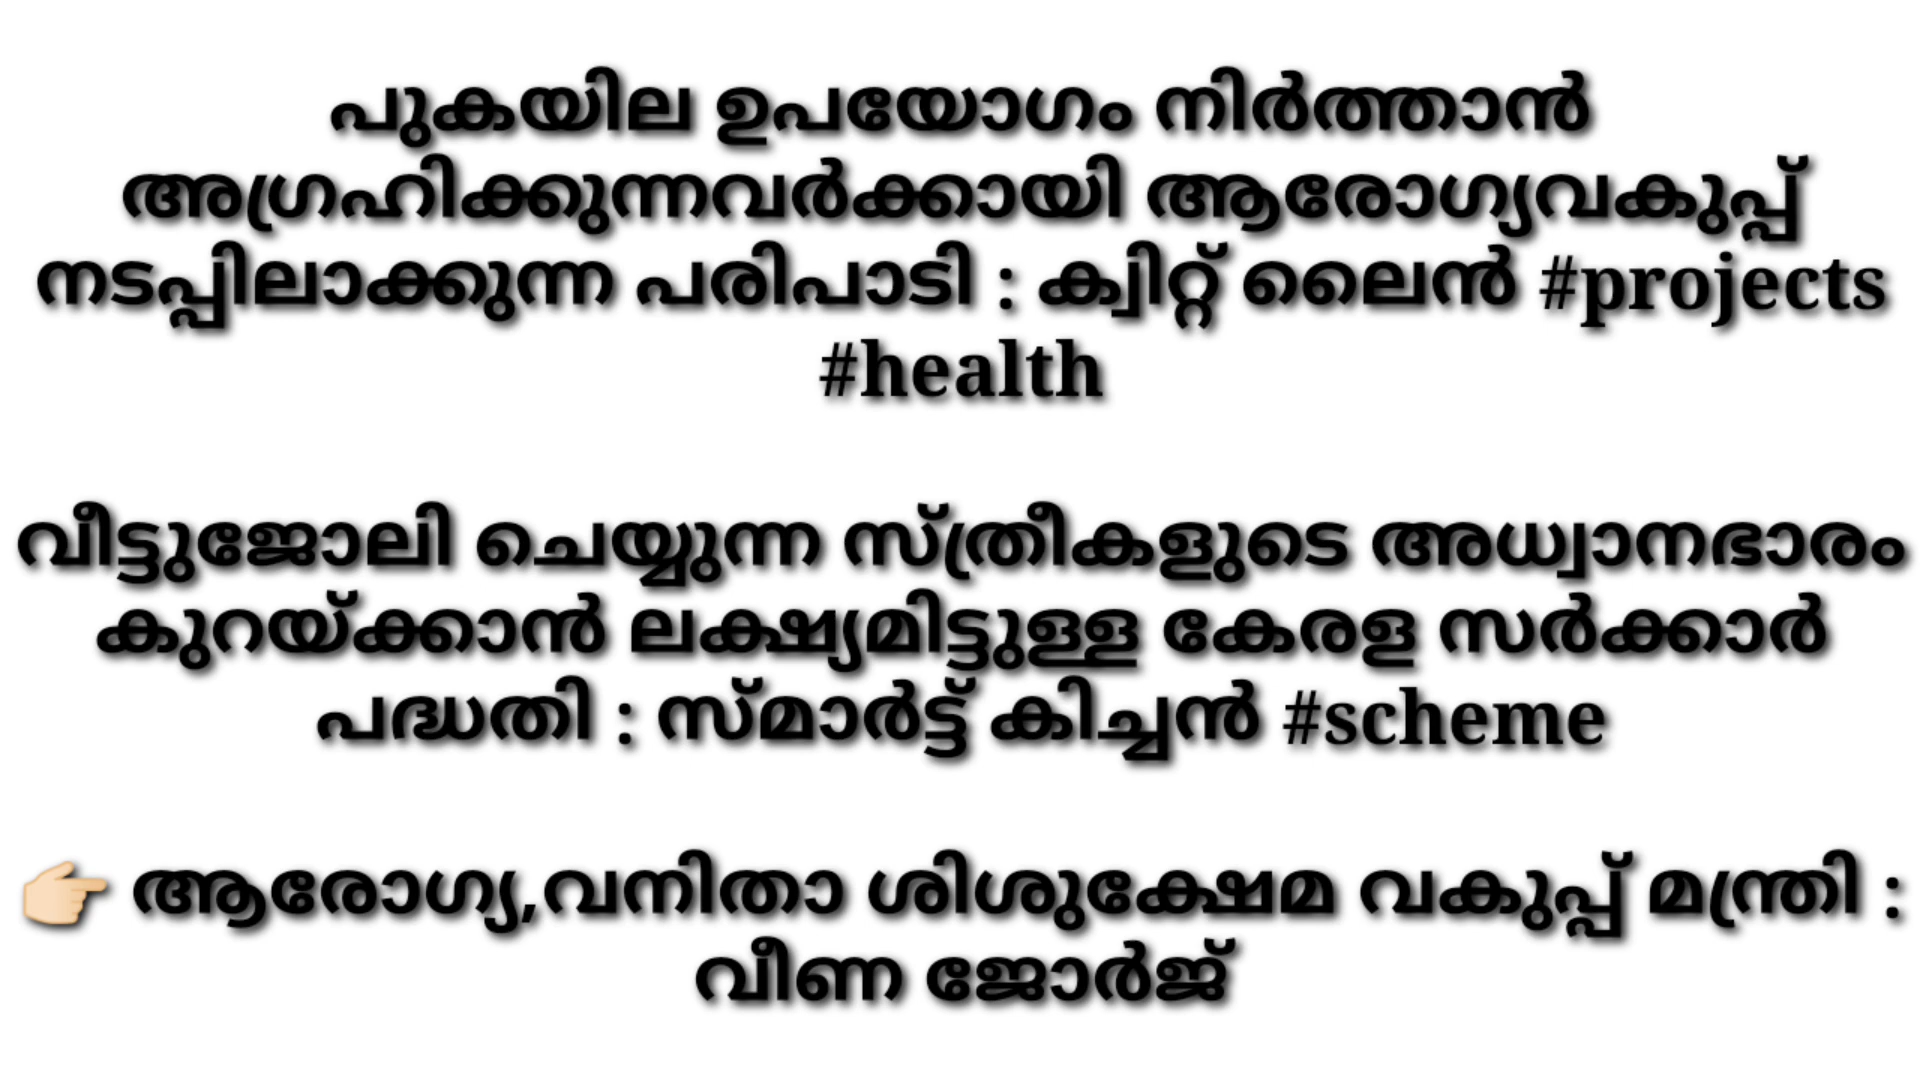 പുകയില ഉപയോഗം നിർത്താൻ
അഗ്രഹിക്കുന്നവർക്കായി ആരോഗ്യവകുപ്പ്
നടപ്പിലാക്കുന്ന പരിപാടി : ക്വിറ്റ് ലൈൻ #projects
#health
വീട്ടുജോലി ചെയ്യുന്ന സ്ത്രീകളുടെ അധ്വാനഭാരം
കുറയ്ക്കാൻ ലക്ഷ്യമിട്ടുള്ള കേരള സർക്കാർ
പദ്ധതി : സ്മാർട്ട് കിച്ചൻ #scheme
👉🏻 ആരോഗ്യ,വനിതാ ശിശുക്ഷേമ വകുപ്പ് മന്ത്രി :
വീണ ജോർജ്